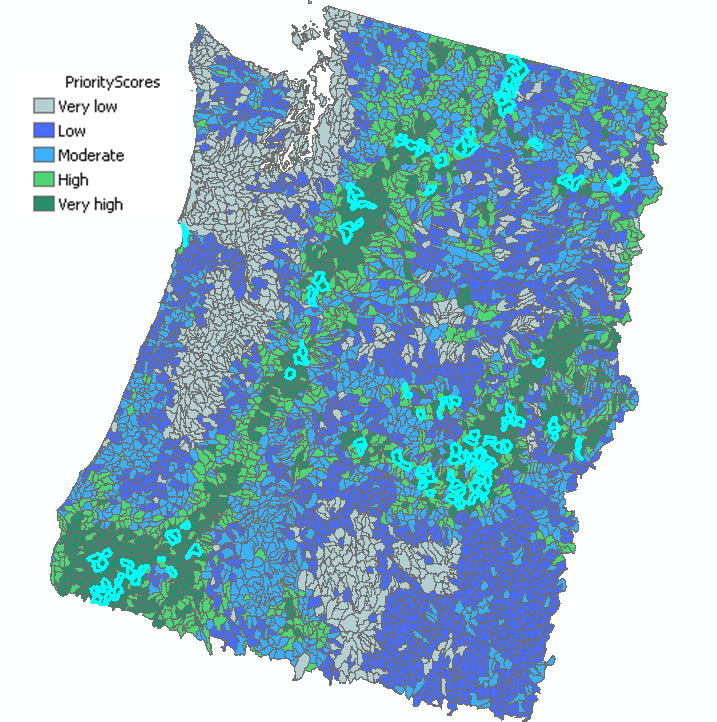 PriorityScores
Very low
Low
Moderate
High
Very high